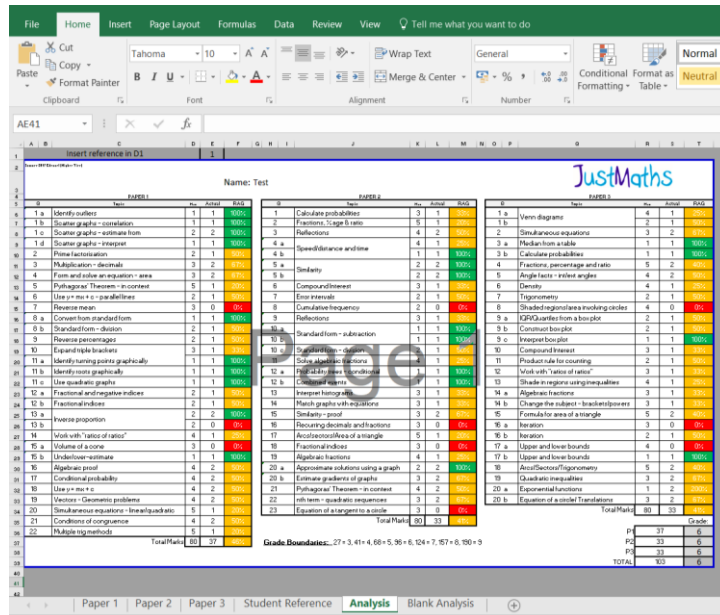 File Home Insert Page Layout Formulas Data Review View Tell me what you want to do
Cut
Copy
Format Painter
Paste
Clipboard
Tahoma 10
B I U
Font
Wrap Text
Merge & Center
Alignment
General
Number
Conditional Formatting
Format as Table
Normal
Neutral
AE41 fx
Insert reference in D1 1
Name: Test
JustMaths
PAPER 1
Topic Actual RAG
1 a Identify outliers 1 1 100%
1 b Scatter graphs - correlation 1 1 100%
1 c Scatter graphs - estimate from 2 2 100%
1 d Scatter graphs - interpret 1 1 100%
2 Prime factorisation 2 1 50%
3 Multiplication - decimals 3 2 67%
4 Form and solve an equation - area 3 2 67%
5 Pythagoras' Theorem - in context 5 1 20%
6 Use y = mx + c - parallel lines 2 1 50%
7 Reverse mean 3 0 0%
8 a Convert from standard form 1 1 100%
8 b Standard form - division 2 1 50%
9 Reverse percentages 2 1 50%
10 Expand triple brackets 3 1 33%
11 a Identify turning points graphically 1 1 100%
11 b Identify roots graphically 1 1 100%
11 c Use quadratic graphs 1 1 100%
12 a Fractional and negative indices 2 1 50%
12 b Fractional indices 2 1 50%
13 a Inverse proportion 2 2 100%
13 b 2 0 0%
14 Work with "ratios of ratios" 4 1 25%
15 a Volume of a cone 3 0 0%
15 b Under/over-estimate 1 1 100%
16 Algebraic proof 4 2 50%
17 Conditional probability 4 2 50%
18 Use y = mx + c 4 2 50%
19 Vectors - Geometric problems 4 2 50%
20 Simultaneous equations - linear/quadratic 5 1 20%
21 Conditions of congruence 4 2 50%
22 Multiple trig methods 5 1 20%
Total Marks 80 37 46%
PAPER 2
Topic Actual RAG
1 Calculate probabilities 3 1 33%
2 Fractions, %age & ratio 2 1 50%
3 Reflections 4 2 50%
4 a Speed/distance and time 4 1 25%
4 b 1 1 100%
5 a Similarity 2 2 100%
5 b 2 2 100%
6 Compound Interest 3 1
7 Error intervals 2 1 50%
8 Cumulative frequency 2 0 0%
9 Reflections
10 a Standard form - subtraction 1 100%
10 b 1 100%
10 c Standard form - division
11 Solve algebraic fractions
12 a Probability trees - conditional 1 100%
12 b Combined events 1 100%
13 Interpret histograms
14 Match graphs with equations 3 1 33%
15 Similarity - proof 3 2 67%
16 Recurring decimals and fractions 2 0 0%
17 Arcs/sectors/Area of a triangle 5 1
18 Fractional indices 2 0 0%
19 Algebraic fractions 4 1 25%
20 a Approximate solutions using a graph 2 2 100%
20 b Estimate gradients of graphs 3 2 67%
21 Pythagoras' Theorem - in context 4 2 50%
22 nth term - quadratic sequences 3 2 67%
23 Equation of a tangent to a circle 3 0 0%
Total Marks 80 33 41%
PAPER 3
Topic Actual RAG
1 a Venn diagrams 4 1 25%
1 b 2 1 50%
2 Simultaneous equations 3 2 67%
3 a Median from a table 1 1 100%
3 b Calculate probabilities 1 1 100%
4 Fractions, percentage and ratio 5 2 40%
5 Angle facts - int/ext angles 4 2 50%
6 Density 4 1 25%
7 Trigonometry 2 1 50%
8 Shaded regions/area involving circles 4 0 0%
9 a IQR/Quartiles from a box plot 2 1 50%
9 b Construct box plot 2 1 50%
9 c Interpret box plot 1 1 100%
10 Compound Interest 3 1 33%
11 Product rule for counting 2 1 50%
12 Work with "ratios of ratios" 3 1 33%
13 Shade in regions using inequalities 4 1 25%
14 a Algebraic fractions 3 1 33%
14 b Change the subject - brackets/powers 3 1 33%
15 Formula for area of a triangle 5 2 40%
16 a Iteration 3 0 0%
16 b Iteration 2 1 50%
17 a Upper and lower bounds 4 0 0%
17 b Upper and lower bounds 1 1 100%
18 Arcs/Sectors/Trigonometry 5 2 40%
19 Quadratic inequalities 3 2 67%
20 a Exponential functions 1 2 200%
20 b Equation of a circle/ Translations 3 2 67%
Total Marks 80 33 41%
Grade:
P1 37 6
P2 33 6
P3 33 6
TOTAL 103 6
Grade Boundaries: 27 = 3, 41 = 4, 68 = 5, 96 = 6, 124 = 7, 157 = 8, 190 = 9
Page 1
Paper 1 Paper 2 Paper 3 Student Reference Analysis Blank Analysis